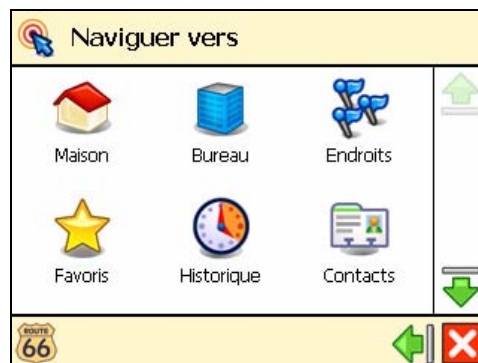 Naviguer vers
Maison Bureau Endroits
Favoris Historique Contacts
ROUTE
66